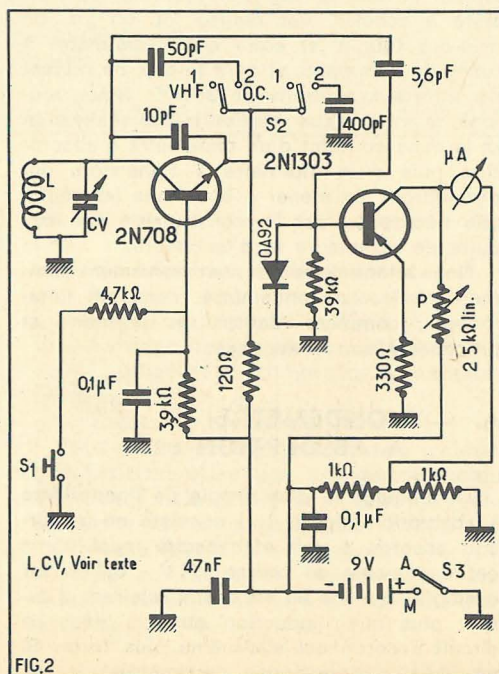 50pF
5,6pF
1
2
1
2
VHF
O.C.
S2
10pF
400pF
2N1303
µA
L
CV
2N708
OA92
39kΩ
P
25kΩ lin.
4,7kΩ
0,1µF
39kΩ
120Ω
330Ω
S1
1kΩ
1kΩ
0,1µF
L,CV, Voir texte
47nF
9V
+
A
M
S3
FIG.2